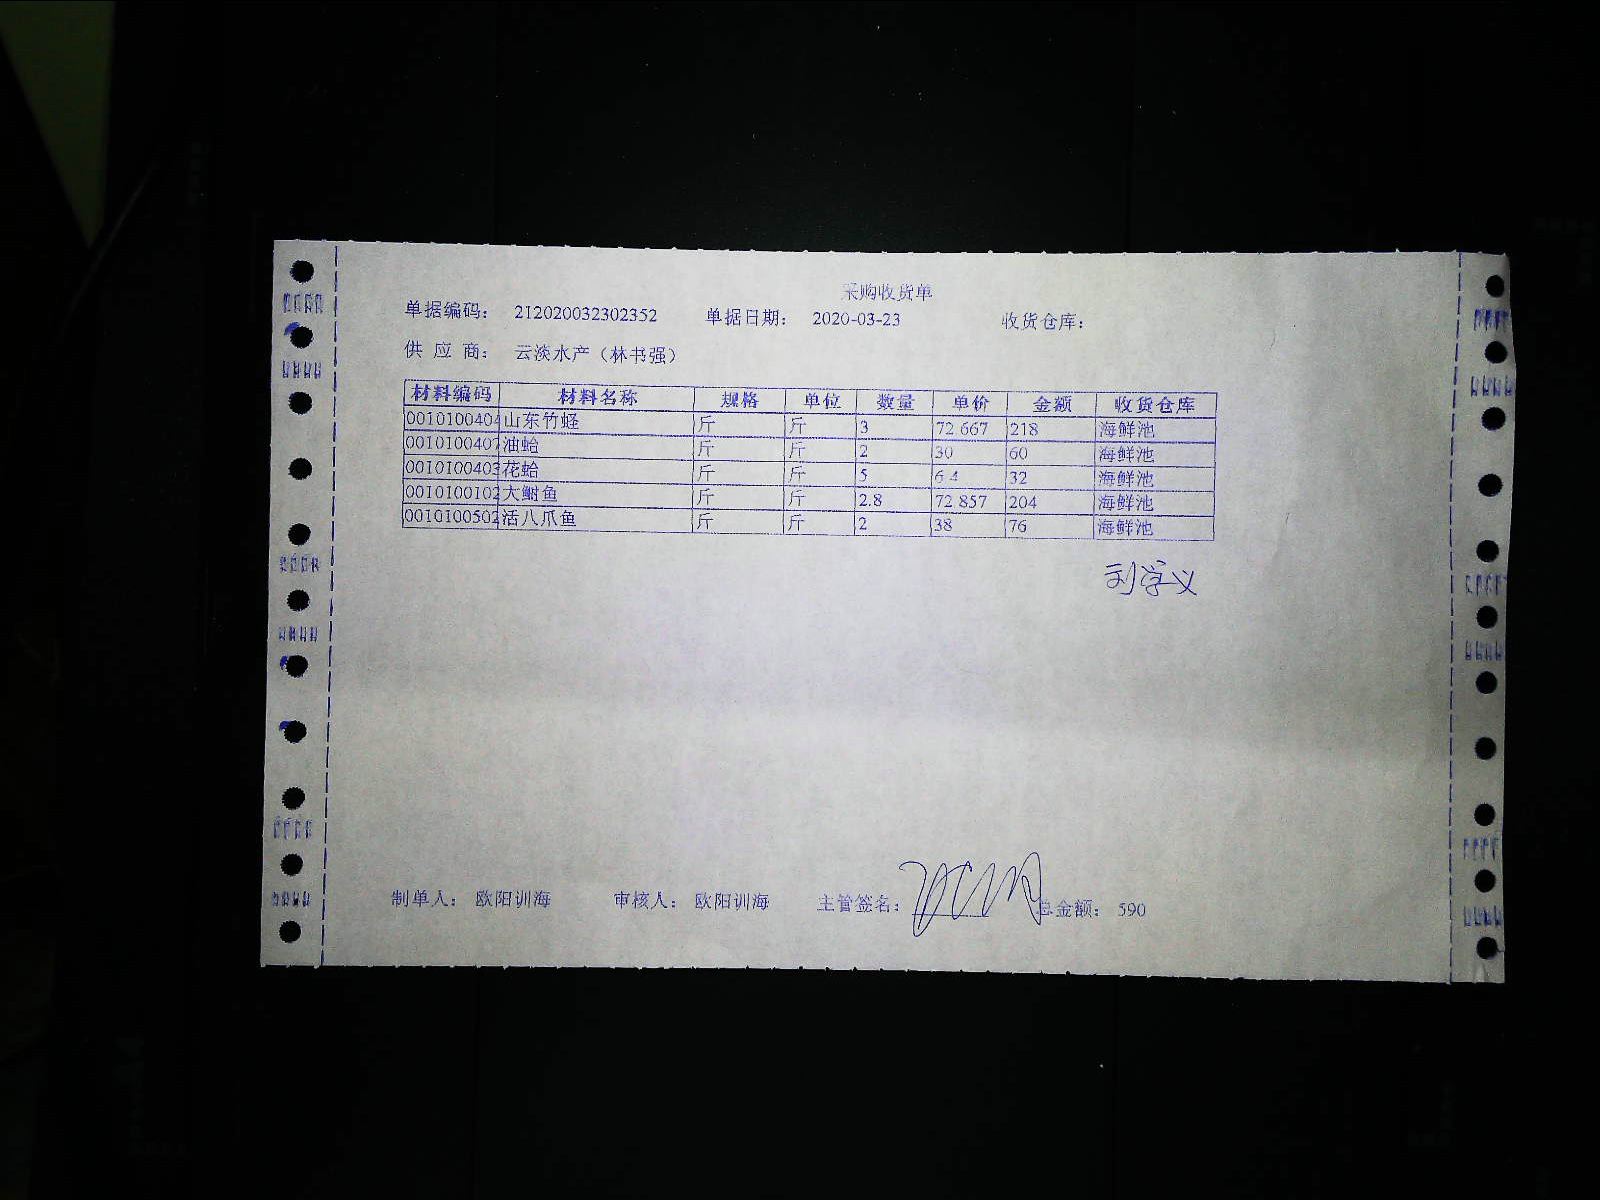 采购收货单
单据编码： 212020032302352 单据日期： 2020-03-23 收货仓库：
供 应 商： 云淡水产（林书强）
材料编码 材料名称 规格 单位 数量 单价 金额 收货仓库
0010100404 山东竹蛏 斤 斤 3 72.667 218 海鲜池
0010100407 油蛤 斤 斤 2 30 60 海鲜池
0010100403 花蛤 斤 斤 5 6.4 32 海鲜池
0010100102 大鲋鱼 斤 斤 2.8 72.857 204 海鲜池
0010100502 活八爪鱼 斤 斤 2 38 76 海鲜池
刘学义
制单人： 欧阳训海 审核人： 欧阳训海 主管签名： 总金额： 590